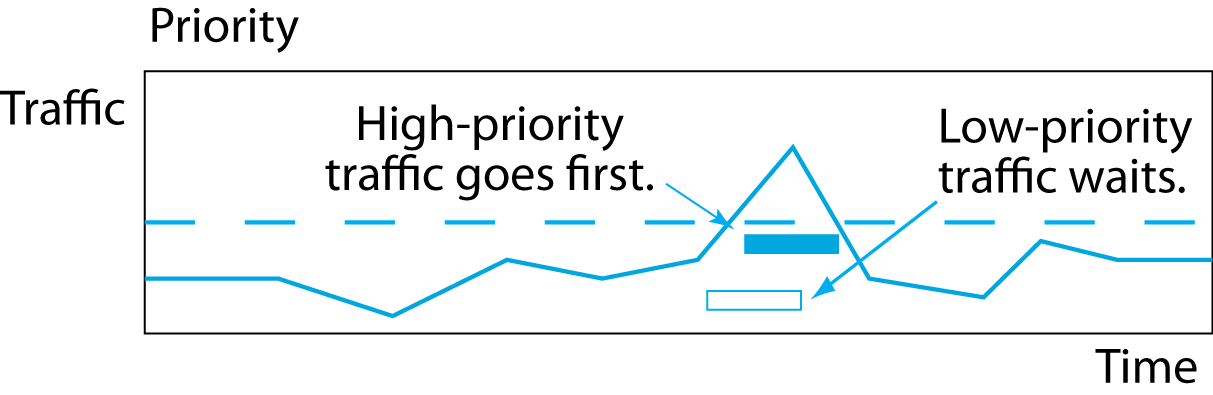 Priority
Traffic
High-priority
traffic goes first.
Low-priority
traffic waits.
Time